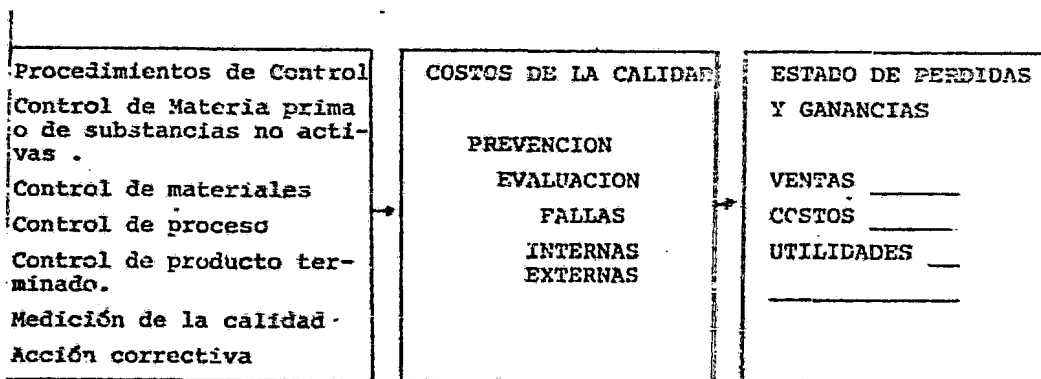 Procedimientos de Control
Control de Materia prima
o de substancias no acti-
vas .
Control de materiales
Control de proceso
Control de producto ter-
minado.
Medición de la calidad
Acción correctiva
COSTOS DE LA CALIDAD
PREVENCION
EVALUACION
FALLAS
INTERNAS
EXTERNAS
ESTADO DE PERDIDAS
Y GANANCIAS
VENTAS
COSTOS
UTILIDADES